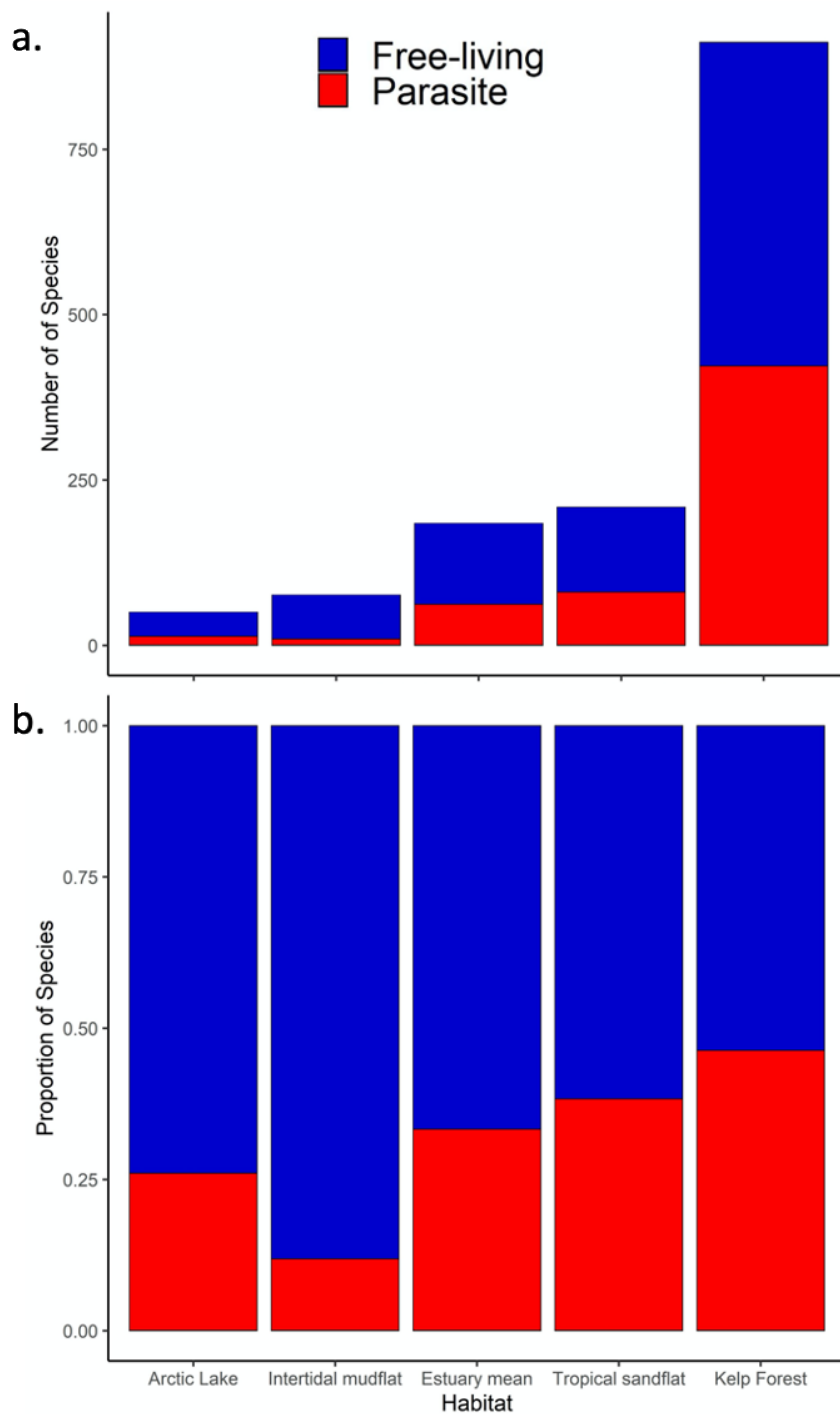 a.
Free-living
Parasite
Number of of Species
750
500
250
0
b.
Proportion of Species
1.00
0.75
0.50
0.25
0.00
Arctic Lake Intertidal mudflat Estuary mean Tropical sandflat Kelp Forest
Habitat